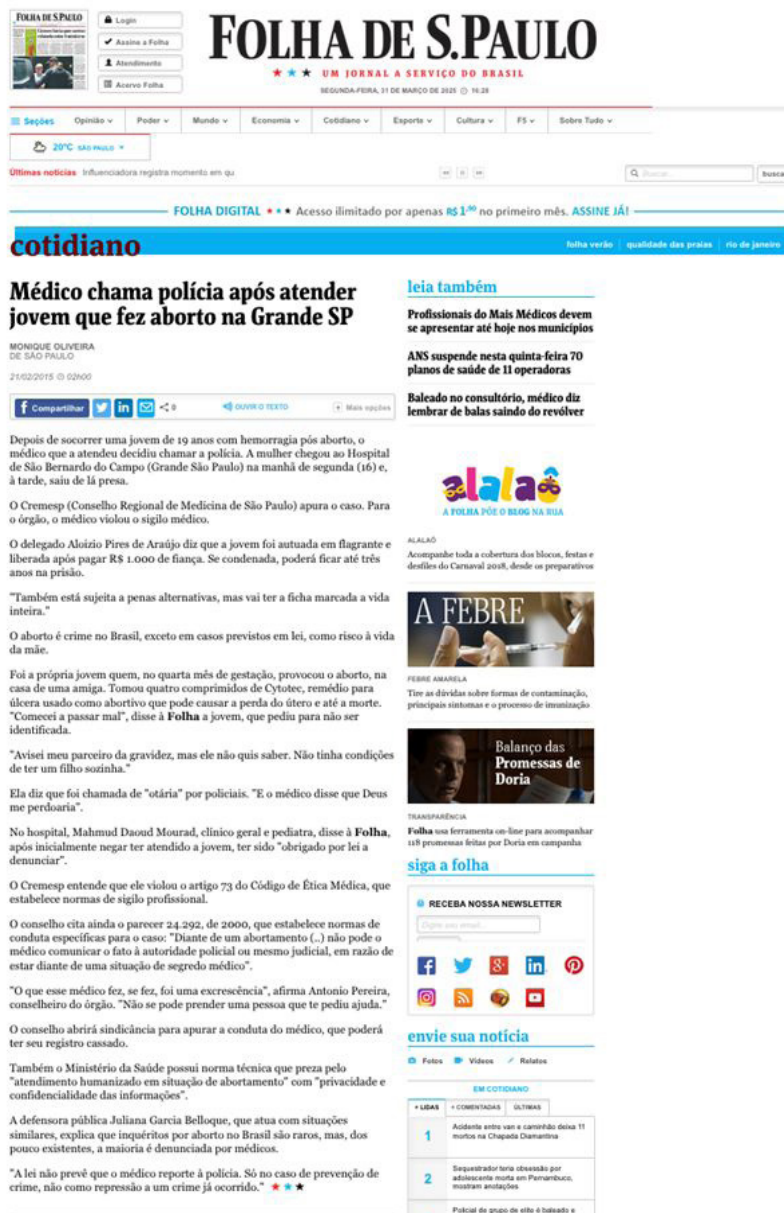 FOLHA DE S.PAULO
Login
Assine a Folha
Atendimento
Acervo Folha
FOLHA DE S.PAULO
★ ★ ★ UM JORNAL A SERVIÇO DO BRASIL
SEGUNDA-FEIRA, 31 DE MARÇO DE 2025 16:28
Seções Opinião Poder Mundo Economia Cotidiano Esporte Cultura F5 Sobre Tudo
20°C SÃO PAULO
Últimas notícias Influenciadora registra momento em qu
Buscar...
busca
FOLHA DIGITAL ★ ★ ★ Acesso ilimitado por apenas R$ 1,90 no primeiro mês. ASSINE JÁ!
cotidiano
folha verão | qualidade das praias | rio de janeiro
Médico chama polícia após atender
jovem que fez aborto na Grande SP
MONIQUE OLIVEIRA
DE SÃO PAULO
21/02/2015 02h00
Compartilhar 0 OUVIR O TEXTO + Mais opções
Depois de socorrer uma jovem de 19 anos com hemorragia pós aborto, o
médico que a atendeu decidiu chamar a polícia. A mulher chegou ao Hospital
de São Bernardo do Campo (Grande São Paulo) na manhã de segunda (16) e,
à tarde, saiu de lá presa.
O Cremesp (Conselho Regional de Medicina de São Paulo) apura o caso. Para
o órgão, o médico violou o sigilo médico.
O delegado Aloizio Pires de Araújo diz que a jovem foi autuada em flagrante e
liberada após pagar R$ 1.000 de fiança. Se condenada, poderá ficar até três
anos na prisão.
"Também está sujeita a penas alternativas, mas vai ter a ficha marcada a vida
inteira."
O aborto é crime no Brasil, exceto em casos previstos em lei, como risco à vida
da mãe.
Foi a própria jovem quem, no quarta mês de gestação, provocou o aborto, na
casa de uma amiga. Tomou quatro comprimidos de Cytotec, remédio para
úlcera usado como abortivo que pode causar a perda do útero e até a morte.
"Comecei a passar mal", disse à Folha a jovem, que pediu para não ser
identificada.
"Avisei meu parceiro da gravidez, mas ele não quis saber. Não tinha condições
de ter um filho sozinha."
Ela diz que foi chamada de "otária" por policiais. "E o médico disse que Deus
me perdoaria".
No hospital, Mahmud Daoud Mourad, clínico geral e pediatra, disse à Folha,
após inicialmente negar ter atendido a jovem, ter sido "obrigado por lei a
denunciar".
O Cremesp entende que ele violou o artigo 73 do Código de Ética Médica, que
estabelece normas de sigilo profissional.
O conselho cita ainda o parecer 24.292, de 2000, que estabelece normas de
conduta específicas para o caso: "Diante de um abortamento (..) não pode o
médico comunicar o fato à autoridade policial ou mesmo judicial, em razão de
estar diante de uma situação de segredo médico".
"O que esse médico fez, se fez, foi uma excrescência", afirma Antonio Pereira,
conselheiro do órgão. "Não se pode prender uma pessoa que te pediu ajuda."
O conselho abrirá sindicância para apurar a conduta do médico, que poderá
ter seu registro cassado.
Também o Ministério da Saúde possui norma técnica que preza pelo
"atendimento humanizado em situação de abortamento" com "privacidade e
confidencialidade das informações".
A defensora pública Juliana Garcia Belloque, que atua com situações
similares, explica que inquéritos por aborto no Brasil são raros, mas, dos
pouco existentes, a maioria é denunciada por médicos.
"A lei não prevê que o médico reporte à polícia. Só no caso de prevenção de
crime, não como repressão a um crime já ocorrido." ★ ★ ★
leia também
Profissionais do Mais Médicos devem
se apresentar até hoje nos municípios
ANS suspende nesta quinta-feira 70
planos de saúde de 11 operadoras
Baleado no consultório, médico diz
lembrar de balas saindo do revólver
alalaô
A FOLHA PÕE O BLOG NA RUA
ALALAÔ
Acompanhe toda a cobertura dos blocos, festas e
desfiles do Carnaval 2018, desde os preparativos
A FEBRE
FEBRE AMARELA
Tire as dúvidas sobre formas de contaminação,
principais sintomas e o processo de imunização
Balanço das
Promessas de
Doria
TRANSPARÊNCIA
Folha usa ferramenta on-line para acompanhar
118 promessas feitas por Doria em campanha
siga a folha
RECEBA NOSSA NEWSLETTER
Digite seu email...
envie sua notícia
Fotos Vídeos Relatos
EM COTIDIANO
+ LIDAS + COMENTADAS ÚLTIMAS
1 Acidente entre van e caminhão deixa 11
mortos na Chapada Diamantina
2 Sequestrador teria obsessão por
adolescente morta em Pernambuco,
mostram anotações
Policial de grupo de elite é baleado e